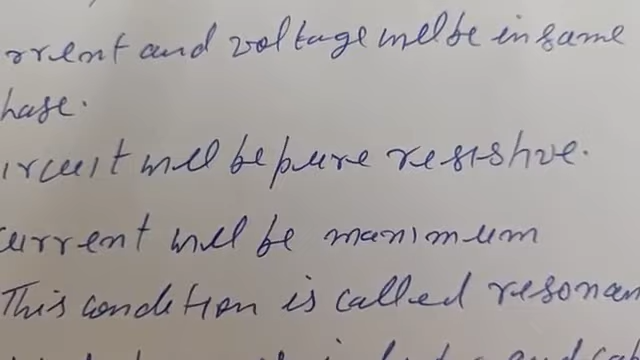 rrent and voltage will be in same
hase.
ircuit will be pure resistive.
current will be maximum
This condition is called resonan